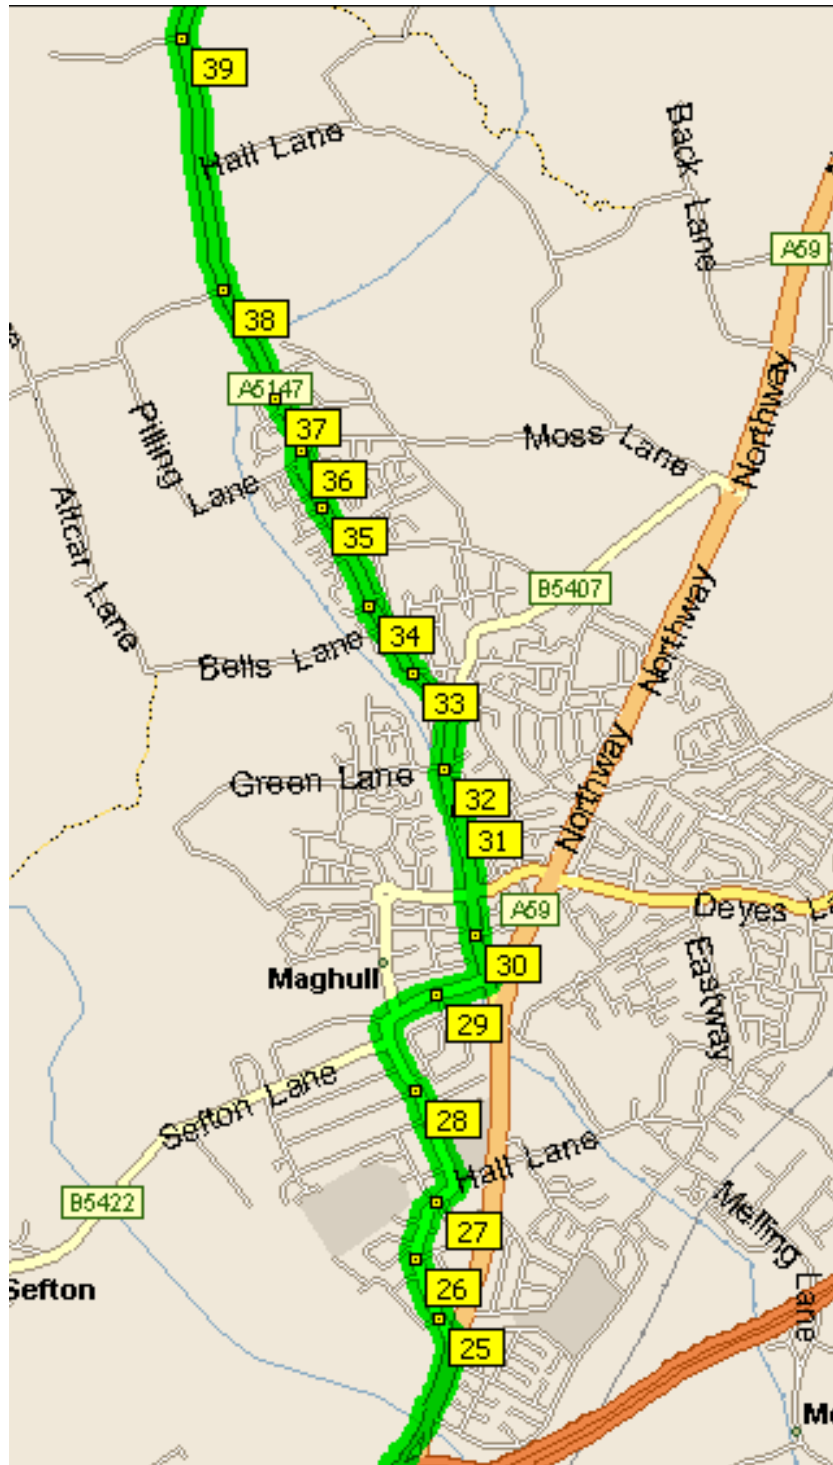 39
Hall Lane
Back Lane
A59
38
A5147
Northway
37
Moss Lane
Pilling Lane
36
35
Altcar Lane
B5407
34
Northway
Bells Lane
33
Green Lane
32
Northway
31
A59
Deyes
30
Eastway
Maghull
29
Sefton Lane
28
Hall Lane
B5422
27
Melling Lane
26
Sefton
25